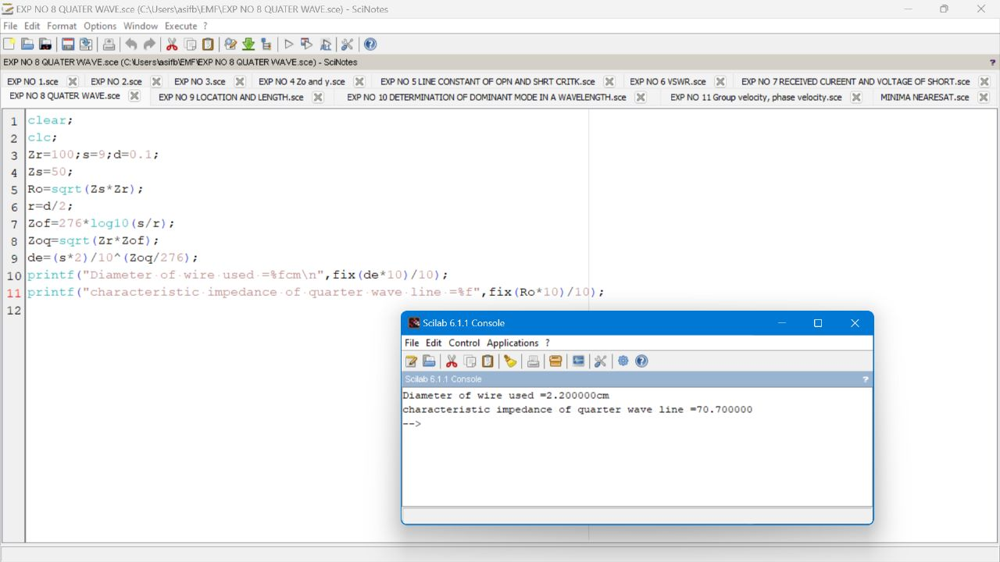 EXP NO 8 QUATER WAVE.sce (C:\Users\asifb\EMF\EXP NO 8 QUATER WAVE.sce) - SciNotes
File Edit Format Options Window Execute ?
EXP NO 8 QUATER WAVE.sce (C:\Users\asifb\EMF\EXP NO 8 QUATER WAVE.sce) - SciNotes ?
EXP NO 1.sce EXP NO 2.sce EXP NO 3.sce EXP NO 4 Zo and y.sce EXP NO 5 LINE CONSTANT OF OPN AND SHRT CRITK.sce EXP NO 6 VSWR.sce EXP NO 7 RECEIVED CUREENT AND VOLTAGE OF SHORT.sce
EXP NO 8 QUATER WAVE.sce EXP NO 9 LOCATION AND LENGTH.sce EXP NO 10 DETERMINATION OF DOMINANT MODE IN A WAVELENGTH.sce EXP NO 11 Group velocity, phase velocity.sce MINIMA NEARESAT.sce
1 clear;
2 clc;
3 Zr=100;s=9;d=0.1;
4 Zs=50;
5 Ro=sqrt(Zs*Zr);
6 r=d/2;
7 Zof=276*log10(s/r);
8 Zoq=sqrt(Zr*Zof);
9 de=(s*2)/10^(Zoq/276);
10 printf("Diameter of wire used =%fcm\n",fix(de*10)/10);
11 printf("characteristic impedance of quarter wave line =%f",fix(Ro*10)/10);
12
Scilab 6.1.1 Console
File Edit Control Applications ?
Scilab 6.1.1 Console ?
Diameter of wire used =2.200000cm
characteristic impedance of quarter wave line =70.700000
-->